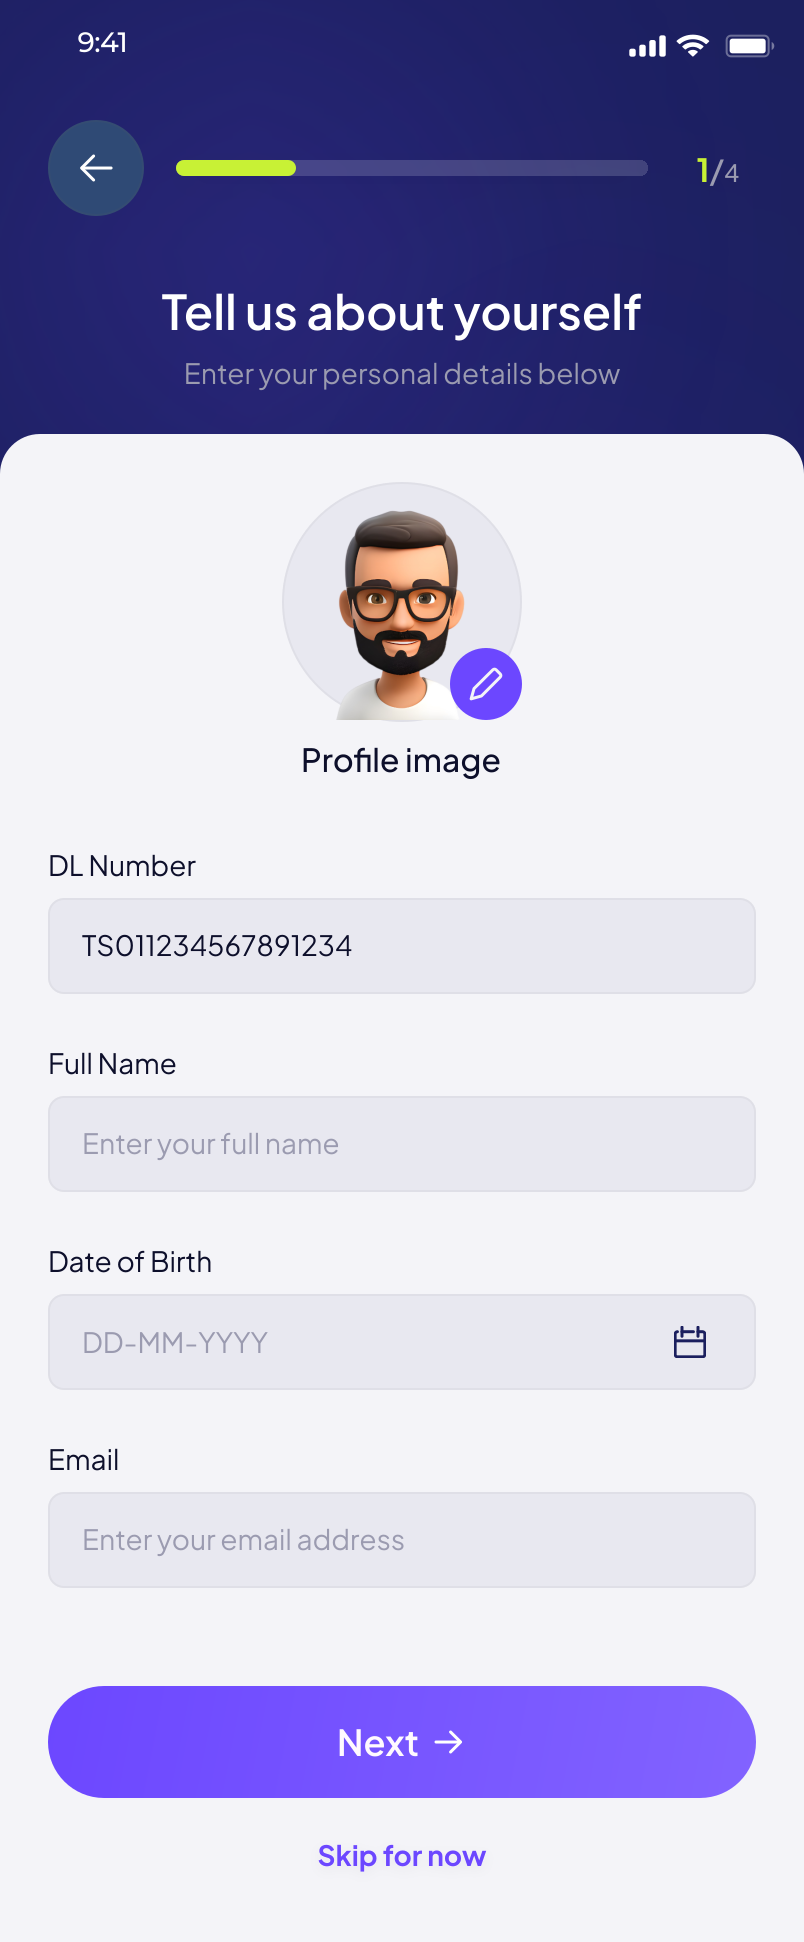 9:41
1/4
Tell us about yourself
Enter your personal details below
Profile image
DL Number
TS011234567891234
Full Name
Enter your full name
Date of Birth
DD-MM-YYYY
Email
Enter your email address
Next
Skip for now